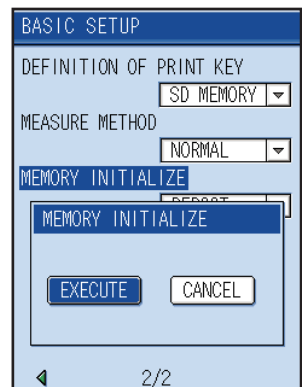 BASIC SETUP
DEFINITION OF PRINT KEY
SD MEMORY
MEASURE METHOD
NORMAL
MEMORY INITIALIZE
MEMORY INITIALIZE
EXECUTE CANCEL
2/2